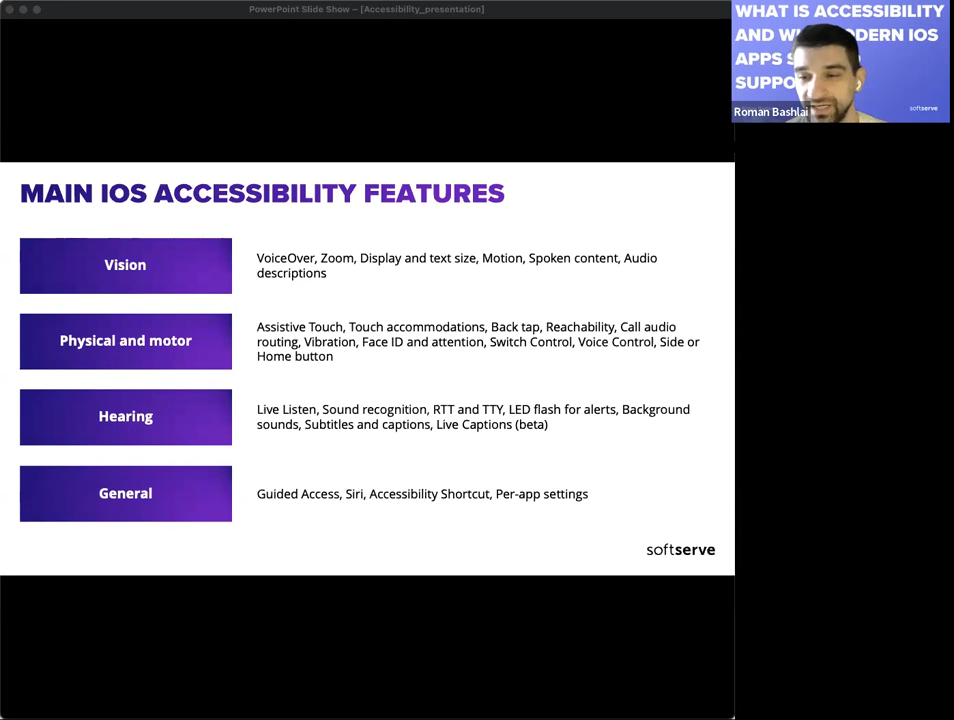 PowerPoint Slide Show – [Accessibility_presentation]
WHAT IS ACCESSIBILITY
AND IOS
APPS
Roman Bashlai
softserve
MAIN IOS ACCESSIBILITY FEATURES
Vision
VoiceOver, Zoom, Display and text size, Motion, Spoken content, Audio
descriptions
Physical and motor
Assistive Touch, Touch accommodations, Back tap, Reachability, Call audio
routing, Vibration, Face ID and attention, Switch Control, Voice Control, Side or
Home button
Hearing
Live Listen, Sound recognition, RTT and TTY, LED flash for alerts, Background
sounds, Subtitles and captions, Live Captions (beta)
General
Guided Access, Siri, Accessibility Shortcut, Per-app settings
softserve